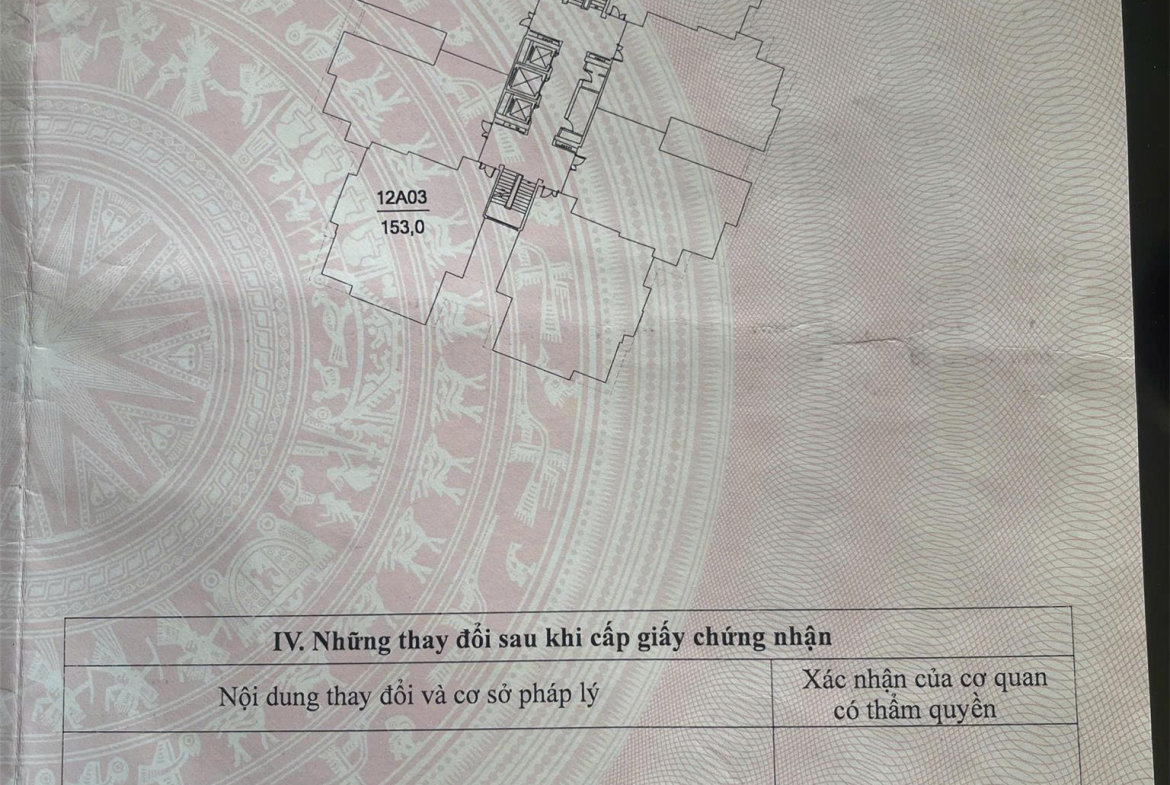 12A03
153,0
IV. Những thay đổi sau khi cấp giấy chứng nhận
Nội dung thay đổi và cơ sở pháp lý
Xác nhận của cơ quan
có thẩm quyền